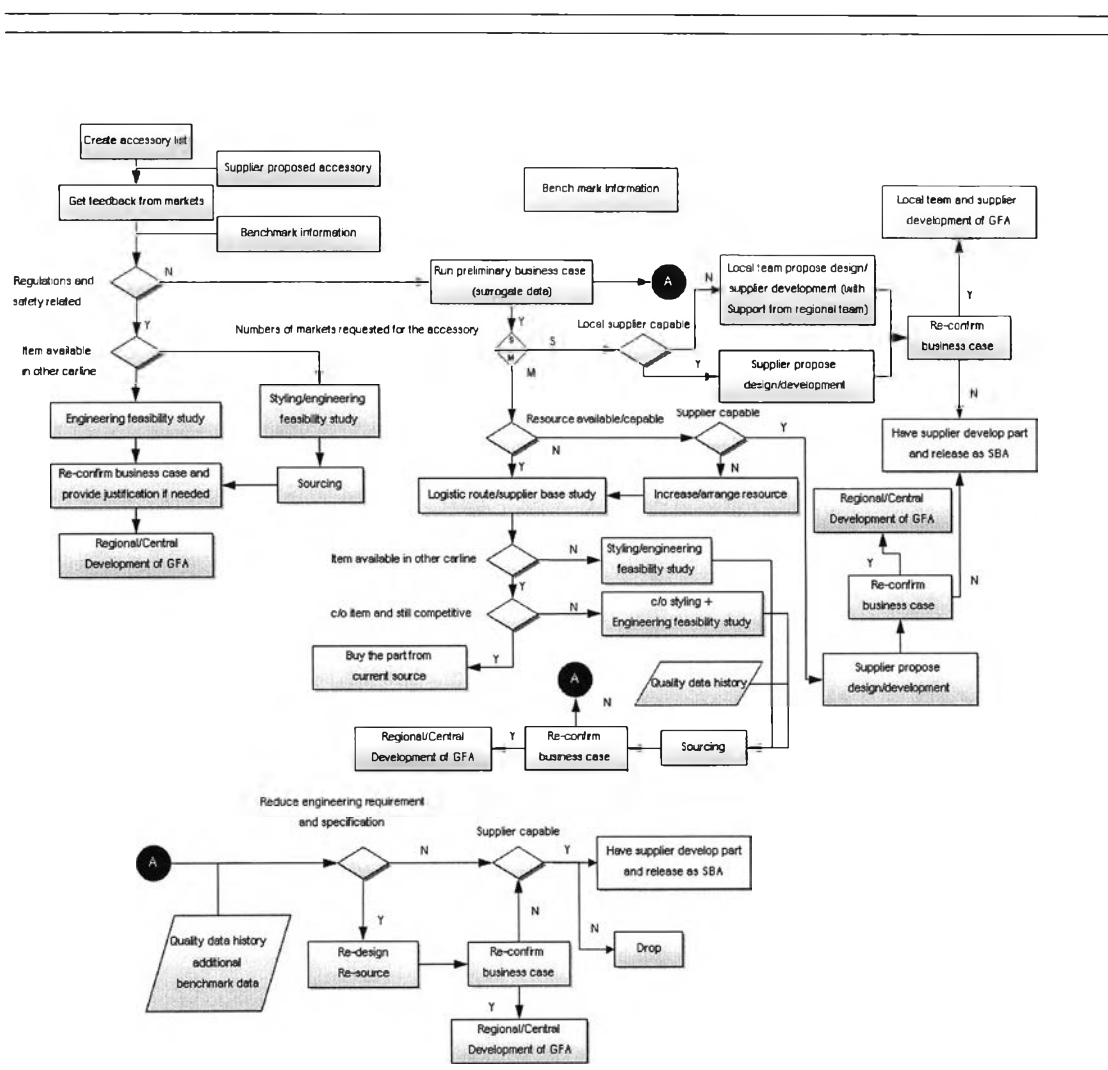 Create accessory list
Supplier proposed accessory
Get feedback from markets
Benchmark information
Bench mark Information
Local team and supplier
development of GFA
Regulations and
safety related
N
Run preliminary business case
(surrogate data)
A
N
Local team propose design/
supplier development (with
Support from regional team)
Y
Y
Y
Numbers of markets requested for the accessory
Local supplier capable
Re-confirm
business case
Item available
in other carline
N
S
M
S
Y
Supplier propose
design/development
M
N
Styling/engineering
feasibility study
Engineering feasibility study
Resource available/capable
Supplier capable
Y
N
Have supplier develop part
and release as SBA
Y
N
Re-confirm business case and
provide justification if needed
Sourcing
Logistic route/supplier base study
Increase/arrange resource
Regional/Central
Development of GFA
Regional/Central
Development of GFA
Item available in other carline
N
Styling/engineering
feasibility study
Y
N
Re-confirm
business case
Y
c/o item and still competitive
N
c/o styling +
Engineering feasibility study
Buy the part from
current source
Y
A
N
Quality data history
Supplier propose
design/development
Regional/Central
Development of GFA
Y
Re-confirm
business case
Sourcing
Reduce engineering requirement
and specification
Supplier capable
A
N
Y
Have supplier develop part
and release as SBA
Y
N
N
Drop
Quality data history
additional
benchmark data
Re-design
Re-source
Re-confirm
business case
Y
Regional/Central
Development of GFA